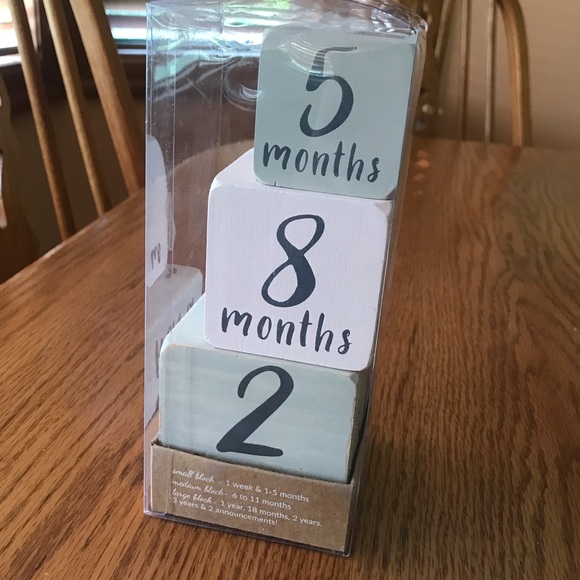 5
months
8
months
2
small block - 1 week & 1-5 months
medium block - 6 to 11 months
large block - 1 year, 18 months, 2 years,
3 years & 2 announcements!